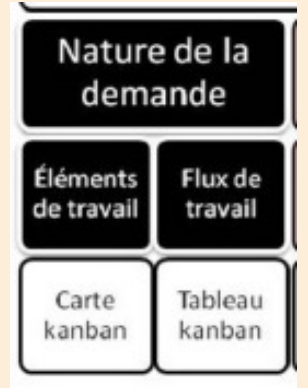 Nature de la
demande
Éléments
de travail
Flux de
travail
Carte
kanban
Tableau
kanban